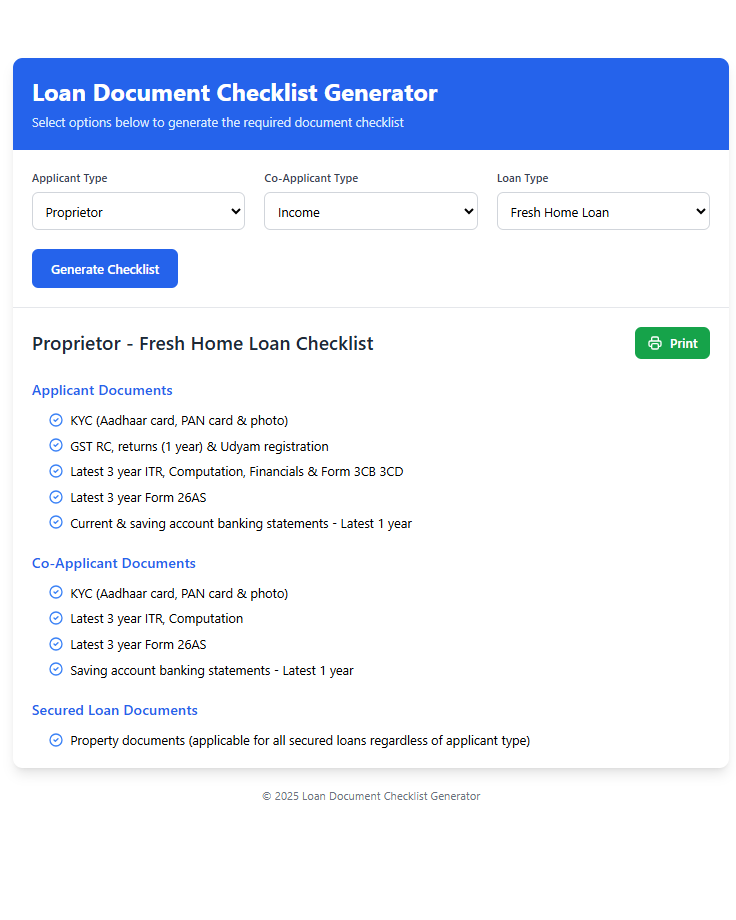 Loan Document Checklist Generator
Select options below to generate the required document checklist
Applicant Type
Co-Applicant Type
Loan Type
Proprietor
Income
Fresh Home Loan
Generate Checklist
Proprietor - Fresh Home Loan Checklist
Print
Applicant Documents
KYC (Aadhaar card, PAN card & photo)
GST RC, returns (1 year) & Udyam registration
Latest 3 year ITR, Computation, Financials & Form 3CB 3CD
Latest 3 year Form 26AS
Current & saving account banking statements - Latest 1 year
Co-Applicant Documents
KYC (Aadhaar card, PAN card & photo)
Latest 3 year ITR, Computation
Latest 3 year Form 26AS
Saving account banking statements - Latest 1 year
Secured Loan Documents
Property documents (applicable for all secured loans regardless of applicant type)
© 2025 Loan Document Checklist Generator